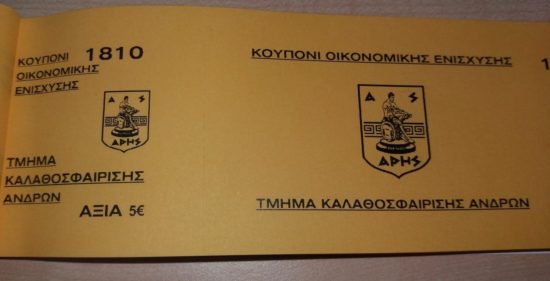 ΚΟΥΠΟΝΙ 1810
ΟΙΚΟΝΟΜΙΚΗΣ
ΕΝΙΣΧΥΣΗΣ
A S
ΑΡΗΣ
ΤΜΗΜΑ
ΚΑΛΑΘΟΣΦΑΙΡΙΣΗΣ
ΑΝΔΡΩΝ
ΑΞΙΑ 5€
ΚΟΥΠΟΝΙ ΟΙΚΟΝΟΜΙΚΗΣ ΕΝΙΣΧΥΣΗΣ
A S
ΑΡΗΣ
ΤΜΗΜΑ ΚΑΛΑΘΟΣΦΑΙΡΙΣΗΣ ΑΝΔΡΩΝ